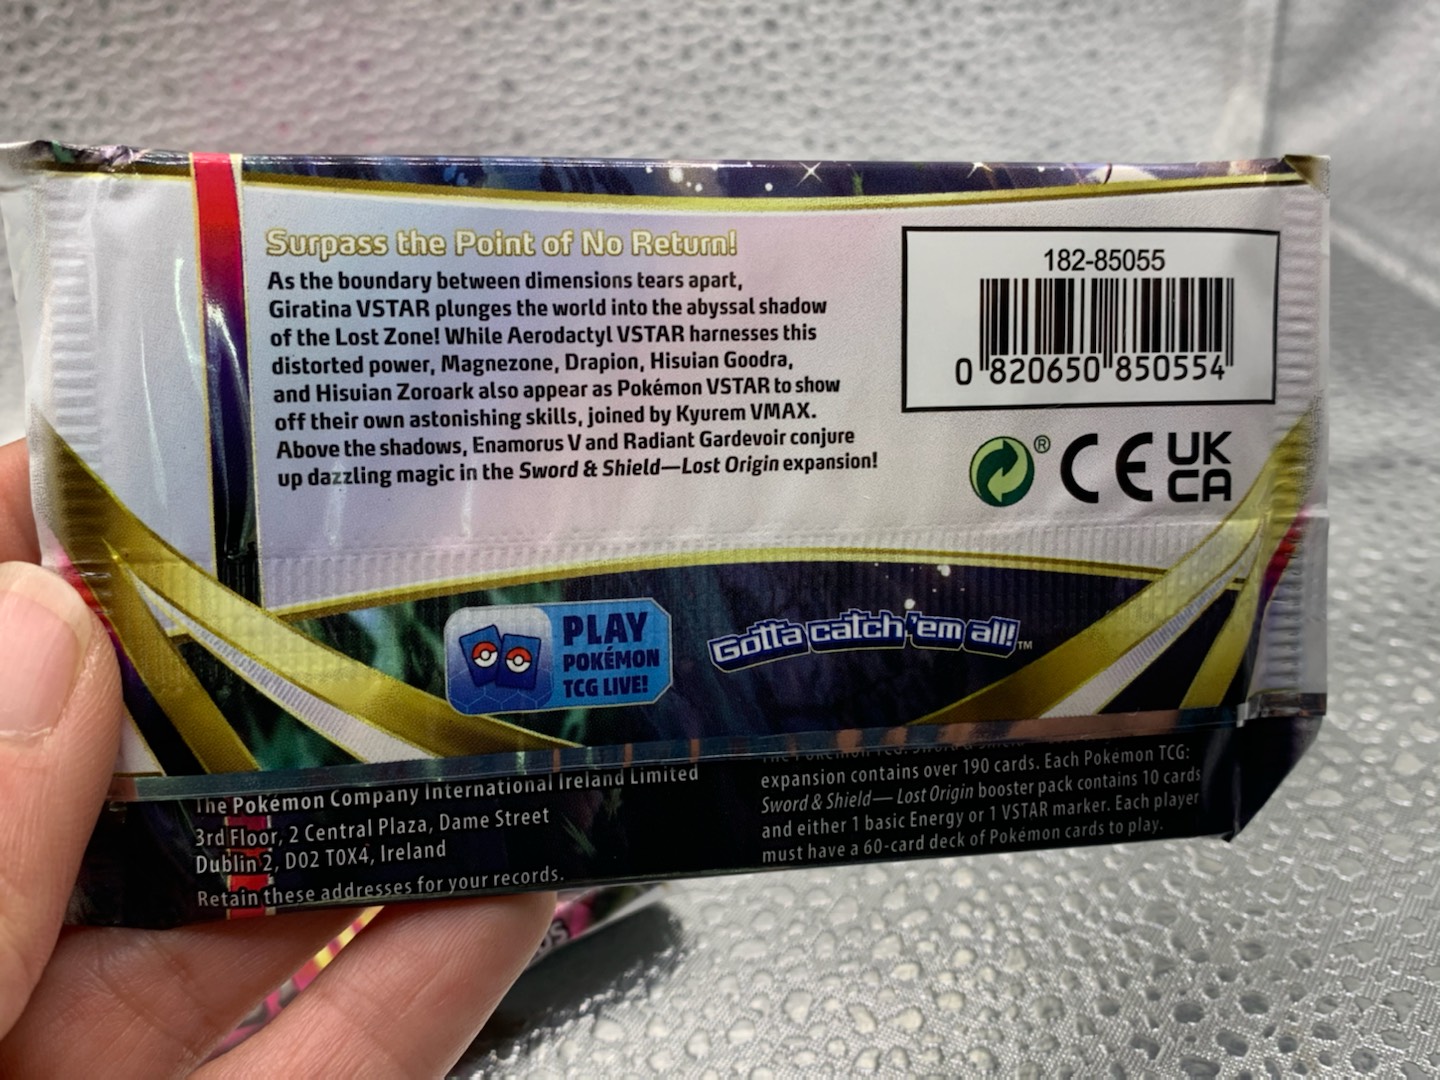 Surpass the Point of No Return!
As the boundary between dimensions tears apart,
Giratina VSTAR plunges the world into the abyssal shadow
of the Lost Zone! While Aerodactyl VSTAR harnesses this
distorted power, Magnezone, Drapion, Hisuian Goodra,
and Hisuian Zoroark also appear as Pokémon VSTAR to show
off their own astonishing skills, joined by Kyurem VMAX.
Above the shadows, Enamorus V and Radiant Gardevoir conjure
up dazzling magic in the Sword & Shield—Lost Origin expansion!
182-85055
0 820650 850554
® CE UK
CA
PLAY
POKÉMON
TCG LIVE!
Gotta catch 'em all!™
The Pokémon Company International Ireland Limited
3rd Floor, 2 Central Plaza, Dame Street
Dublin 2, D02 T0X4, Ireland
Retain these addresses for your records.
The Pokémon TCG: Sword & Shield
expansion contains over 190 cards. Each Pokémon TCG:
Sword & Shield— Lost Origin booster pack contains 10 cards
and either 1 basic Energy or 1 VSTAR marker. Each player
must have a 60-card deck of Pokémon cards to play.